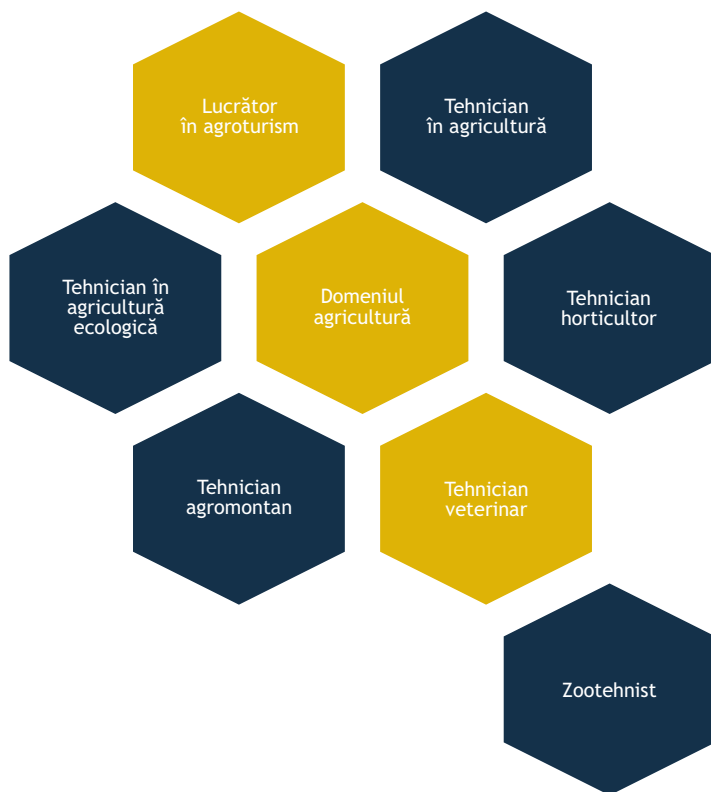 Lucrător
în agroturism
Tehnician
în agricultură
Tehnician în
agricultură
ecologică
Domeniul
agricultură
Tehnician
horticultor
Tehnician
agromontan
Tehnician
veterinar
Zootehnist